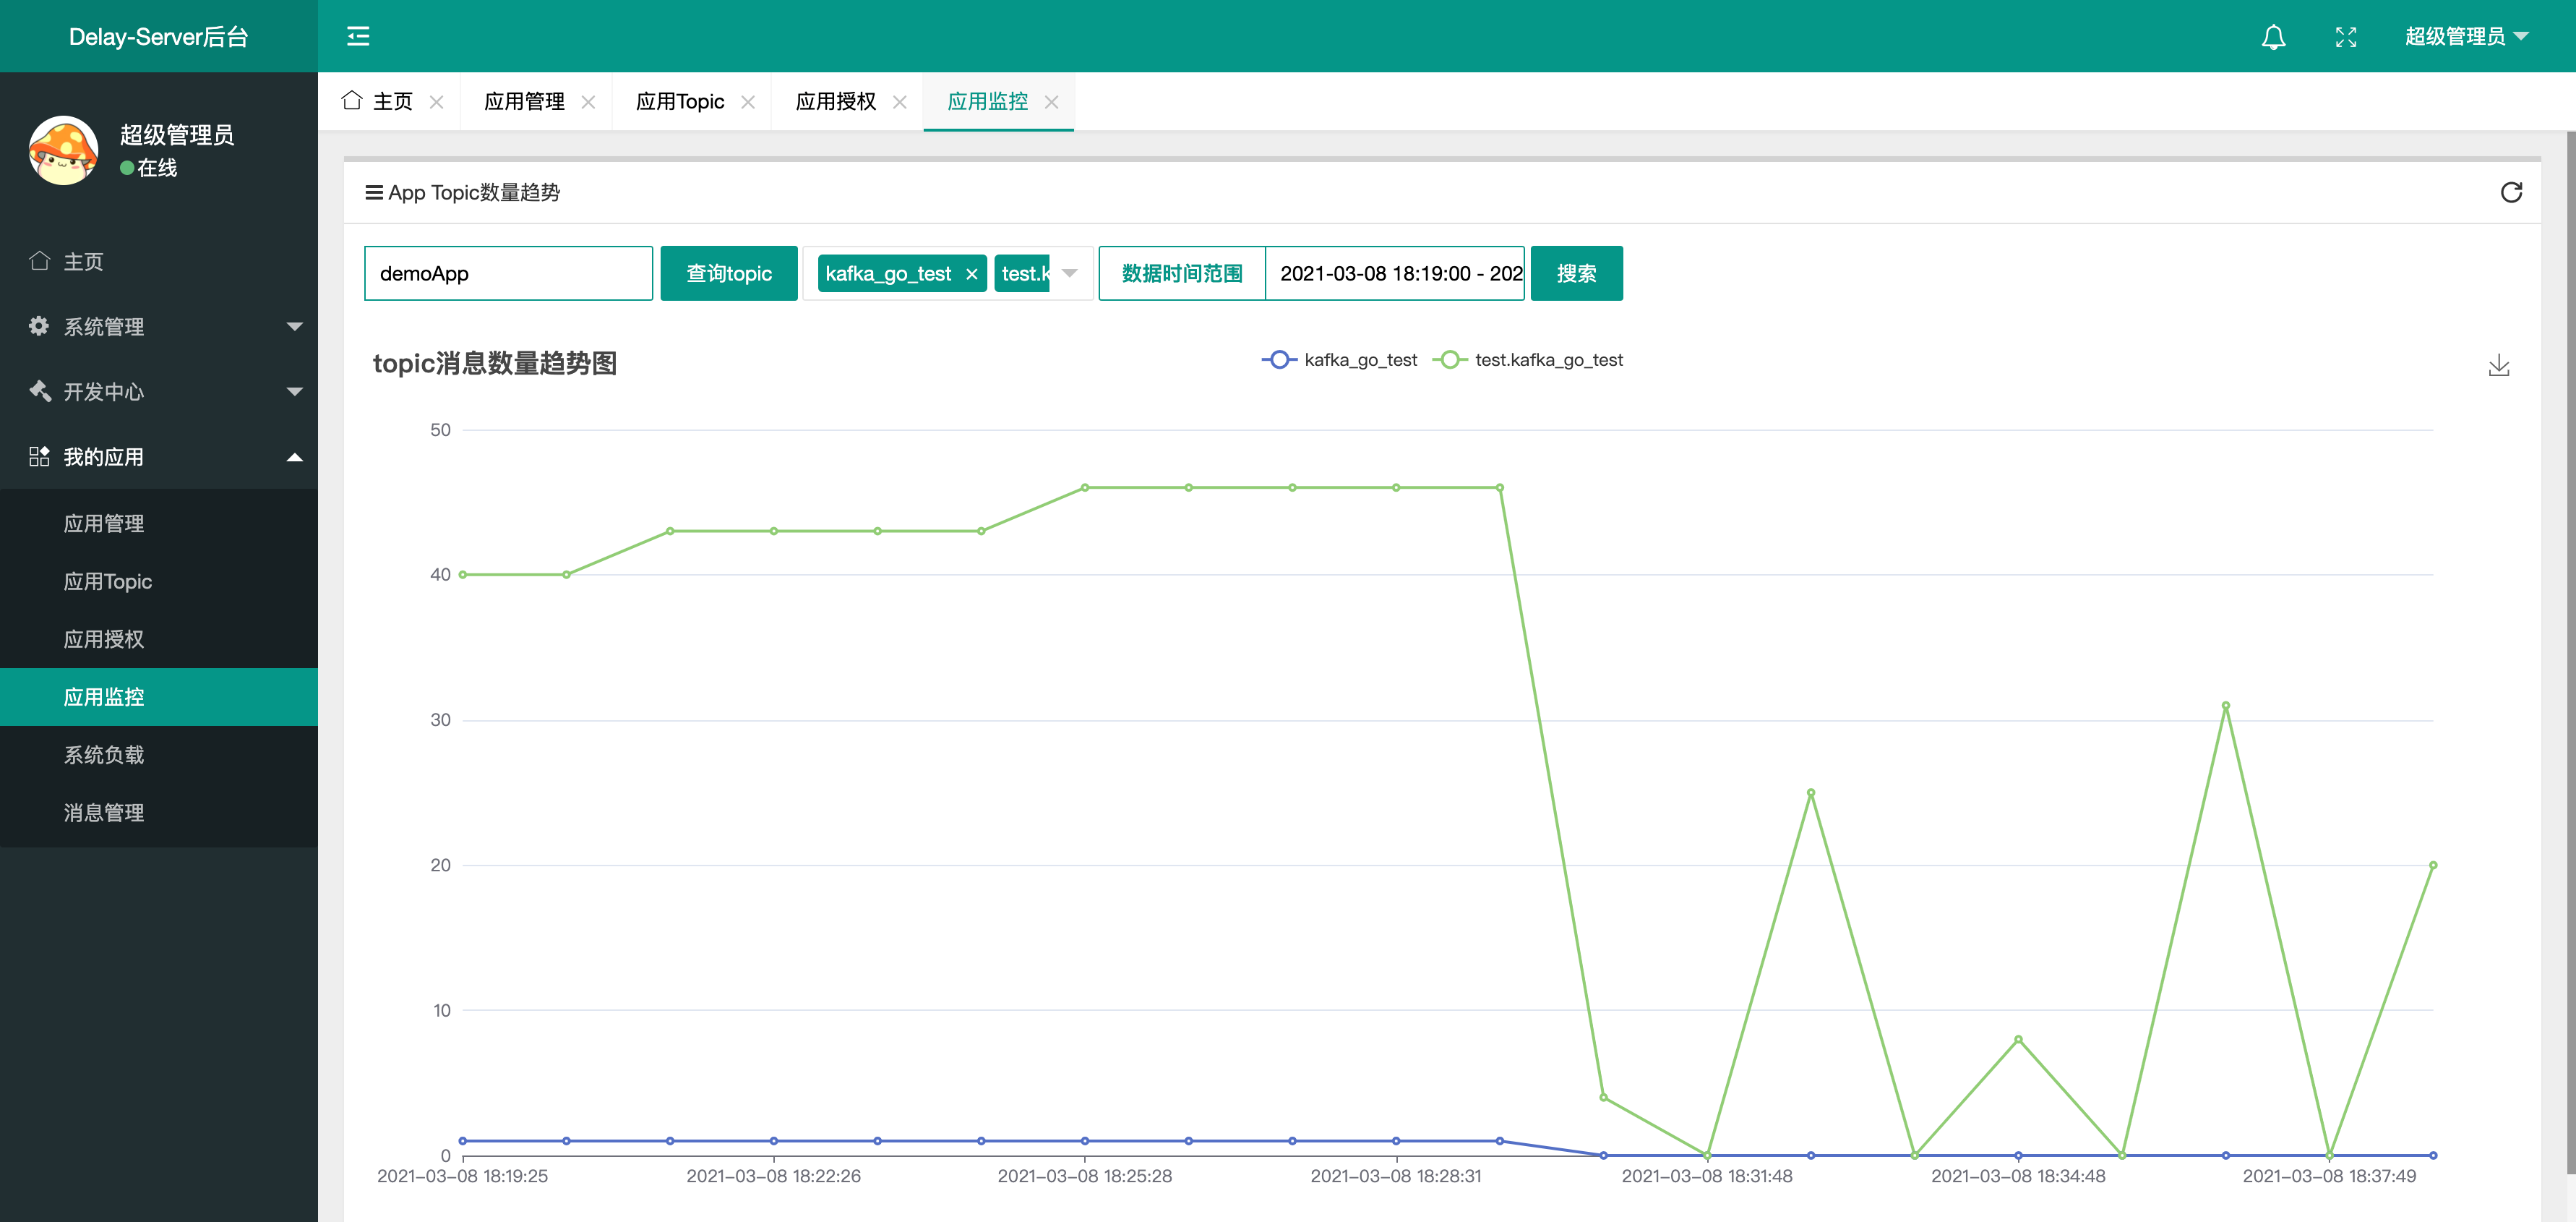 Delay-Server后台
超级管理员
主页
应用管理
应用Topic
应用授权
应用监控
超级管理员
在线
主页
系统管理
开发中心
我的应用
应用管理
应用Topic
应用授权
应用监控
系统负载
消息管理
App Topic数量趋势
demoApp
查询topic
kafka_go_test
test.k
数据时间范围
2021-03-08 18:19:00 - 202
搜索
topic消息数量趋势图
kafka_go_test
test.kafka_go_test
50
40
30
20
10
0
2021-03-08 18:19:25
2021-03-08 18:22:26
2021-03-08 18:25:28
2021-03-08 18:28:31
2021-03-08 18:31:48
2021-03-08 18:34:48
2021-03-08 18:37:49